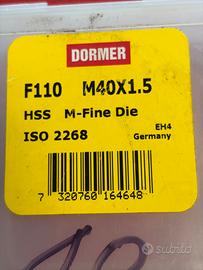 DORMER
F110 M40X1.5
HSS M-Fine Die
ISO 2268
EH4
Germany
7 320760 164648
subito